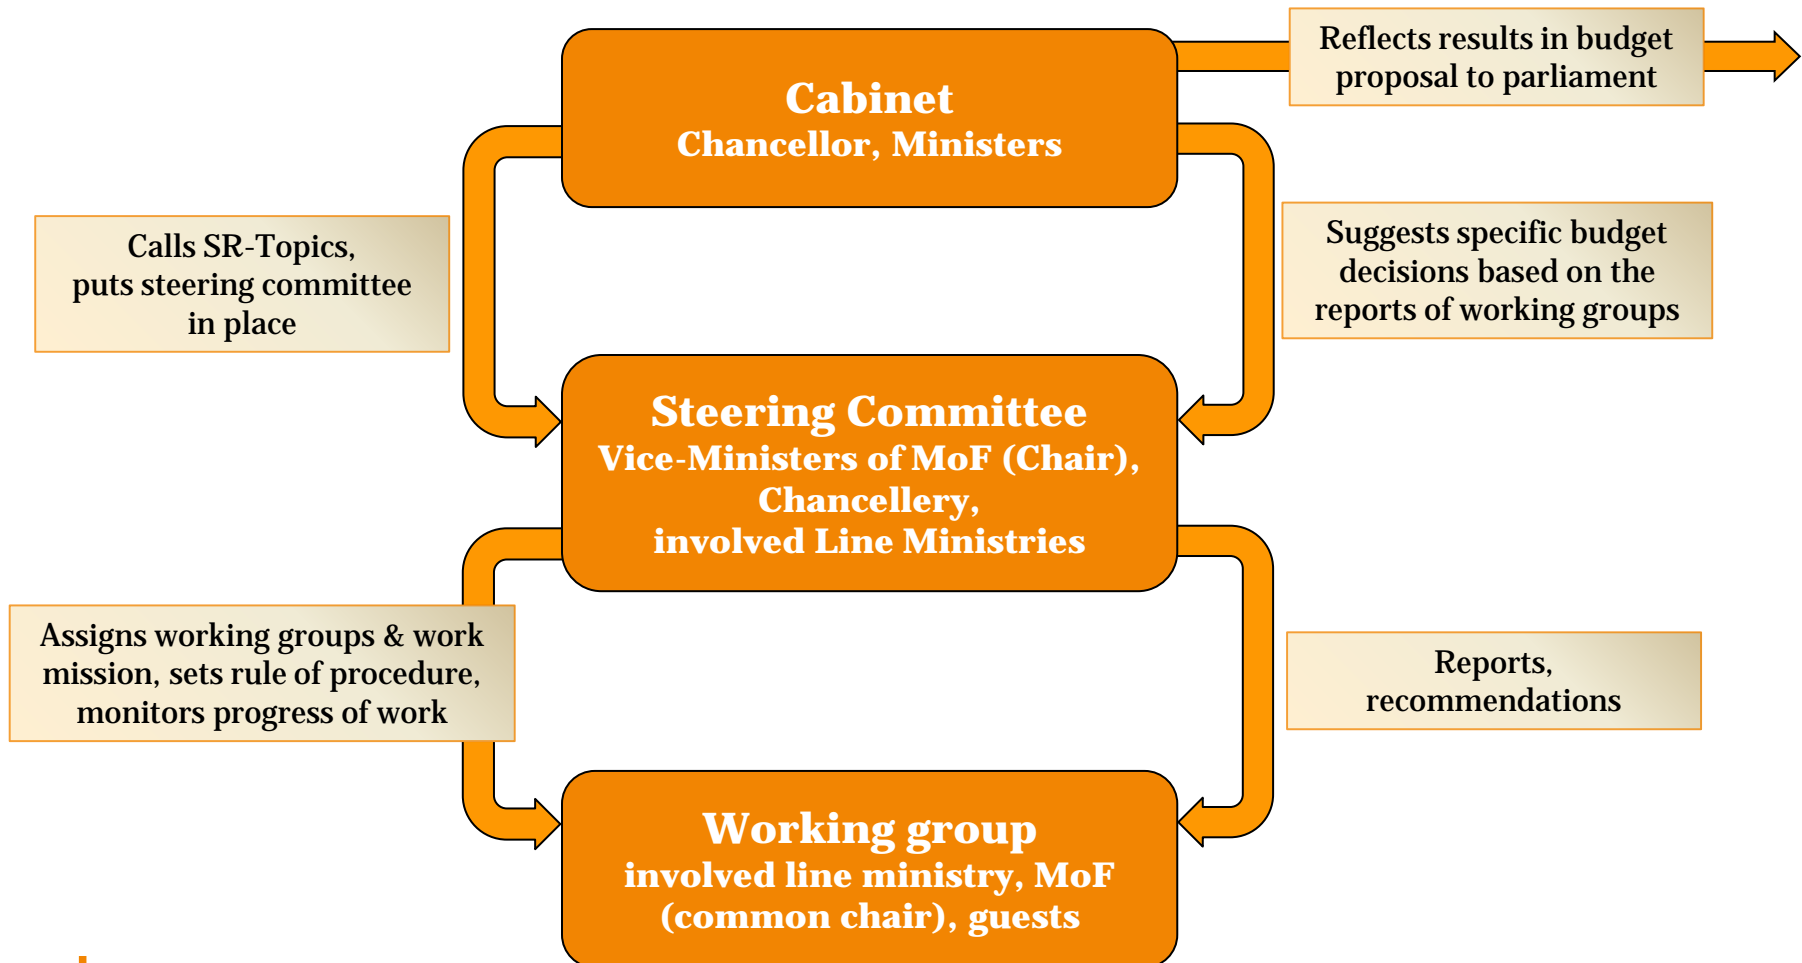 Reflects results in budget
proposal to parliament
Cabinet
Chancellor, Ministers
Calls SR-Topics,
puts steering committee
in place
Suggests specific budget
decisions based on the
reports of working groups
Steering Committee
Vice-Ministers of MoF (Chair),
Chancellery,
involved Line Ministries
Assigns working groups & work
mission, sets rule of procedure,
monitors progress of work
Reports,
recommendations
Working group
involved line ministry, MoF
(common chair), guests